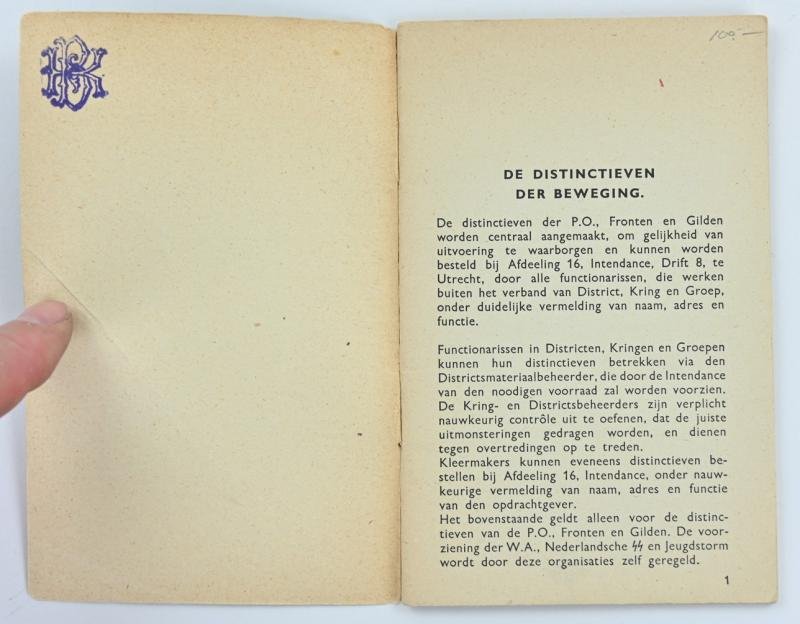 BK
100.—
DE DISTINCTIEVEN
DER BEWEGING.
De distinctieven der P.O., Fronten en Gilden
worden centraal aangemaakt, om gelijkheid van
uitvoering te waarborgen en kunnen worden
besteld bij Afdeeling 16, Intendance, Drift 8, te
Utrecht, door alle functionarissen, die werken
buiten het verband van District, Kring en Groep,
onder duidelijke vermelding van naam, adres en
functie.
Functionarissen in Districten, Kringen en Groepen
kunnen hun distinctieven betrekken via den
Districtsmateriaalbeheerder, die door de Intendance
van den noodigen voorraad zal worden voorzien.
De Kring- en Districtsbeheerders zijn verplicht
nauwkeurig contrôle uit te oefenen, dat de juiste
uitmonsteringen gedragen worden, en dienen
tegen overtredingen op te treden.
Kleermakers kunnen eveneens distinctieven be-
stellen bij Afdeeling 16, Intendance, onder nauw-
keurige vermelding van naam, adres en functie
van den opdrachtgever.
Het bovenstaande geldt alleen voor de distinc-
tieven van de P.O., Fronten en Gilden. De voor-
ziening der W.A., Nederlandsche ᛋᛋ en Jeugdstorm
wordt door deze organisaties zelf geregeld.
1